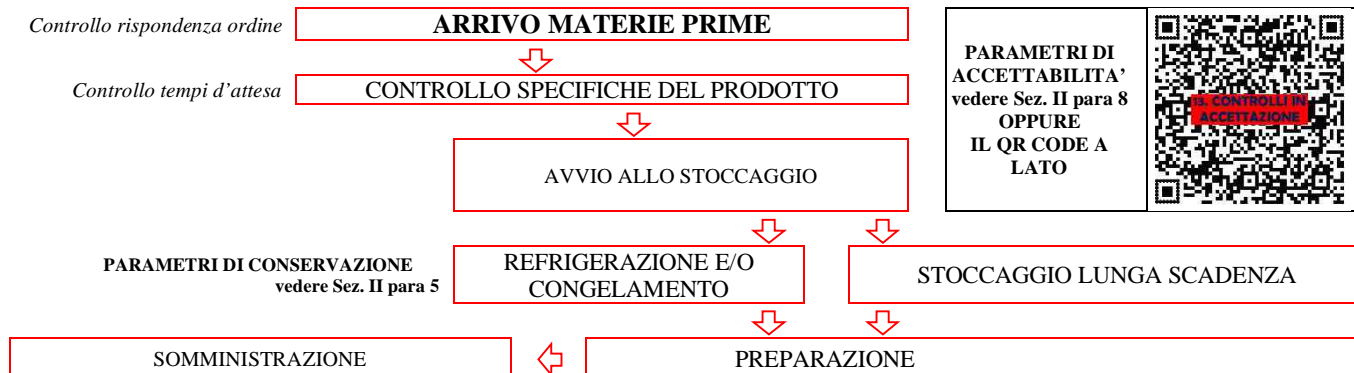 Controllo rispondenza ordine
ARRIVO MATERIE PRIME
Controllo tempi d'attesa
CONTROLLO SPECIFICHE DEL PRODOTTO
PARAMETRI DI
ACCETTABILITA'
vedere Sez. II para 8
OPPURE
IL QR CODE A
LATO
13. CONTROLLI IN
ACCETTAZIONE
AVVIO ALLO STOCCAGGIO
PARAMETRI DI CONSERVAZIONE
vedere Sez. II para 5
REFRIGERAZIONE E/O
CONGELAMENTO
STOCCAGGIO LUNGA SCADENZA
SOMMINISTRAZIONE
PREPARAZIONE